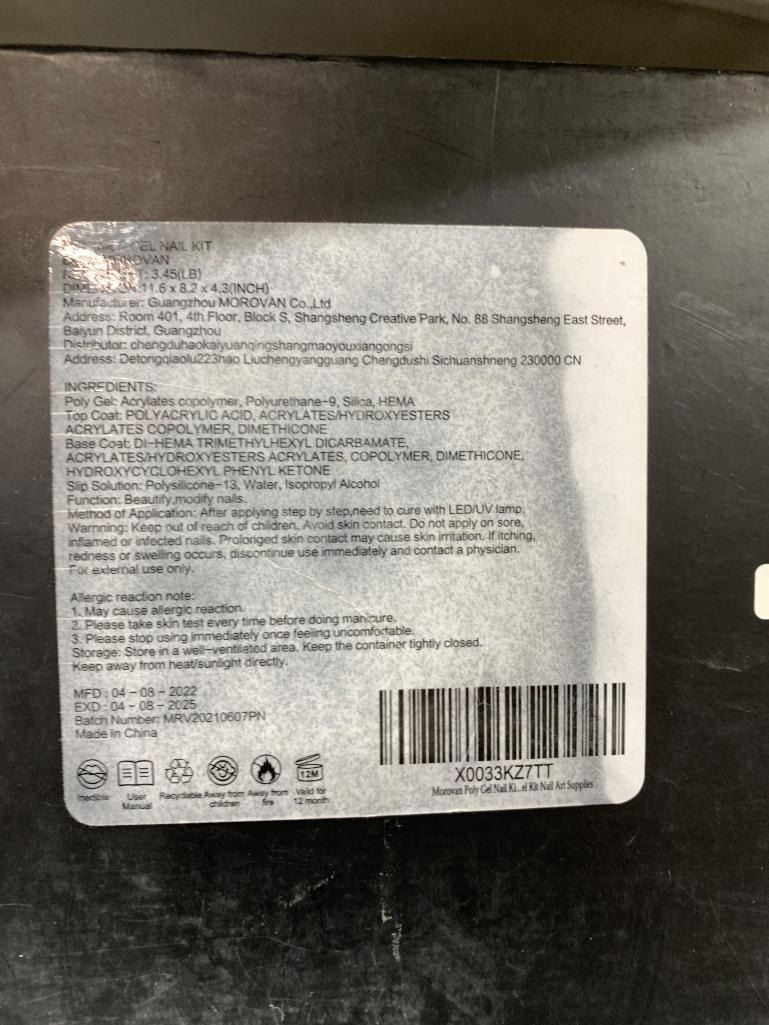 EL NAIL KIT
ROVAN
: 3.45(LB)
11.6 x 8.2 x 4.3(INCH)
Manufacturer: Guangzhou MOROVAN Co.,Ltd
Address: Room 401, 4th Floor, Block S, Shangsheng Creative Park, No. 88 Shangsheng East Street,
Baiyun District, Guangzhou
Distributor: chengduhaokaiyuanqingshangmaoyouxiangongsi
Address: Detongqiaolu223hao Liuchengyangguang Chengdushi Sichuanshneng 230000 CN
INGREDIENTS:
Poly Gel: Acrylates copolymer, Polyurethane-9, Silica, HEMA
Top Coat: POLYACRYLIC ACID, ACRYLATES/HYDROXYESTERS
ACRYLATES COPOLYMER, DIMETHICONE
Base Coat: DI-HEMA TRIMETHYLHEXYL DICARBAMATE,
ACRYLATES/HYDROXYESTERS ACRYLATES, COPOLYMER, DIMETHICONE,
HYDROXYCYCLOHEXYL PHENYL KETONE
Slip Solution: Polysilicone-13, Water, Isopropyl Alcohol
Function: Beautify,modify nails.
Method of Application: After applying step by step,need to cure with LED/UV lamp.
Warnning: Keep out of reach of children. Avoid skin contact. Do not apply on sore,
inflamed or infected nails. Prolonged skin contact may cause skin irritation. If itching,
redness or swelling occurs, discontinue use immediately and contact a physician.
For external use only.
Allergic reaction note:
1. May cause allergic reaction.
2. Please take skin test every time before doing manicure.
3. Please stop using immediately once feeling uncomfortable.
Storage: Store in a well-ventilated area. Keep the container tightly closed.
Keep away from heat/sunlight directly.
MFD : 04 - 08 - 2022
EXD : 04 - 08 - 2025
Batch Number: MRV20210607PN
Made In China
12M
Inedible
User
Manual
Recyclable
Away from
children
Away from
fire
Valid for
12 month
X0033KZ7TT
Morovan Poly Gel Nail Ki...el Kit Nail Art Supplies